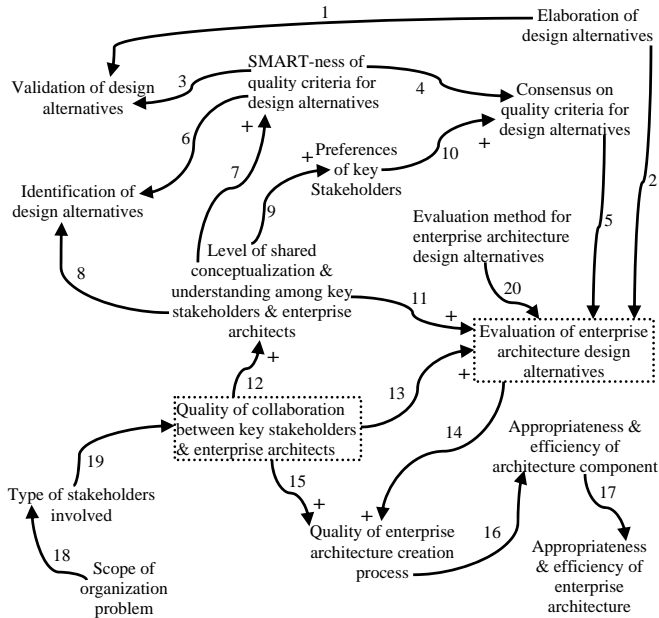 1
Elaboration of
design alternatives
Validation of design
alternatives
3
SMART-ness of
quality criteria for
design alternatives
4
Consensus on
quality criteria for
design alternatives
6
+
7
+
Preferences
of key
Stakeholders
10
+
2
Identification of
design alternatives
9
Evaluation method for
enterprise architecture
design alternatives
5
8
Level of shared
conceptualization &
understanding among key
stakeholders & enterprise
architects
20
11
+
Evaluation of enterprise
architecture design
alternatives
+
12
+
13
Quality of collaboration
between key stakeholders
& enterprise architects
14
Appropriateness &
efficiency of
architecture component
19
15
+
+
17
Type of stakeholders
involved
Quality of enterprise
architecture creation
process
16
18
Scope of
organization
problem
Appropriateness
& efficiency of
enterprise
architecture